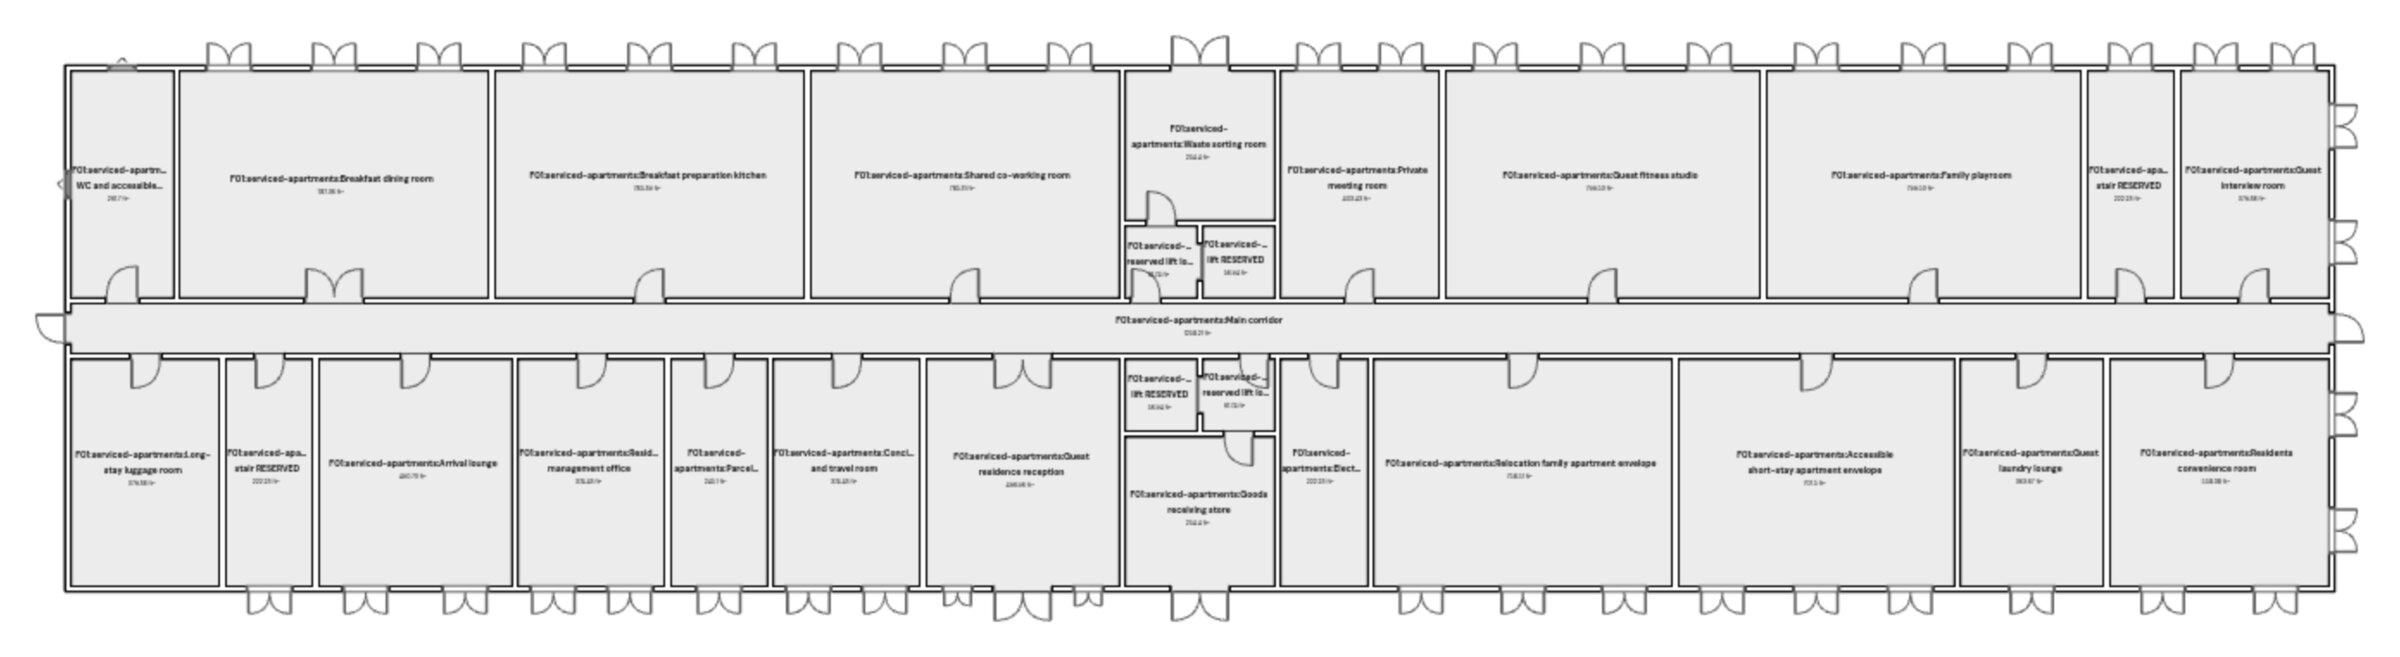 F01:serviced-apartm...
WC and accessible...
F01:serviced-apartments:Breakfast dining room
F01:serviced-apartments:Breakfast preparation kitchen
F01:serviced-apartments:Shared co-working room
F01:serviced-
apartments:Waste sorting room
F01:serviced-...
reserved lift lo...
F01:serviced-...
lift RESERVED
F01:serviced-apartments:Private
meeting room
F01:serviced-apartments:Guest fitness studio
F01:serviced-apartments:Family playroom
F01:serviced-apa...
stair RESERVED
F01:serviced-apartments:Guest
interview room
F01:serviced-apartments:Main corridor
F01:serviced-apartments:Long-
stay luggage room
F01:serviced-apa...
stair RESERVED
F01:serviced-apartments:Arrival lounge
F01:serviced-apartments:Resid...
management office
F01:serviced-
apartments:Parcel...
F01:serviced-apartments:Conci...
and travel room
F01:serviced-apartments:Guest
residence reception
F01:serviced-...
lift RESERVED
F01:serviced-...
reserved lift lo...
F01:serviced-apartments:Goods
receiving store
F01:serviced-
apartments:Elect...
F01:serviced-apartments:Relocation family apartment envelope
F01:serviced-apartments:Accessible
short-stay apartment envelope
F01:serviced-apartments:Guest
laundry lounge
F01:serviced-apartments:Residents
convenience room